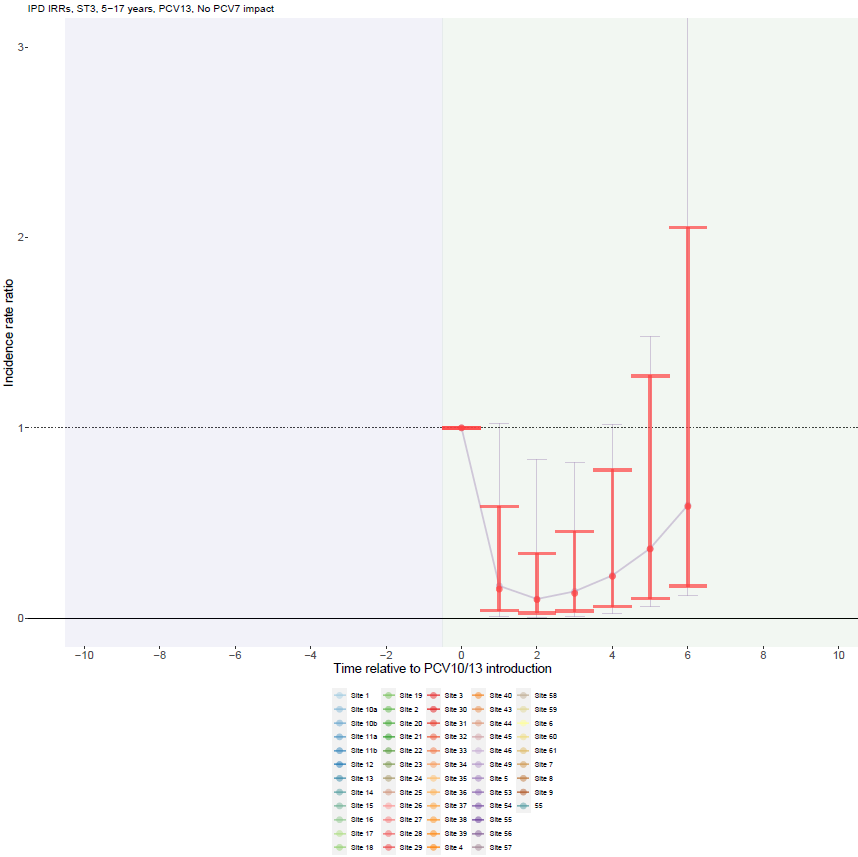 IPD IRRs, ST3, 5−17 years, PCV13, No PCV7 impact
3
2
1
0
Incidence rate ratio
−10 −8 −6 −4 −2 0 2 4 6 8 10
Time relative to PCV10/13 introduction
Site 1 Site 19 Site 3 Site 40 Site 58
Site 10a Site 2 Site 30 Site 43 Site 59
Site 10b Site 20 Site 31 Site 44 Site 6
Site 11a Site 21 Site 32 Site 45 Site 60
Site 11b Site 22 Site 33 Site 46 Site 61
Site 12 Site 23 Site 34 Site 49 Site 7
Site 13 Site 24 Site 35 Site 5 Site 8
Site 14 Site 25 Site 36 Site 53 Site 9
Site 15 Site 26 Site 37 Site 54 55
Site 16 Site 27 Site 38 Site 55
Site 17 Site 28 Site 39 Site 56
Site 18 Site 29 Site 4 Site 57